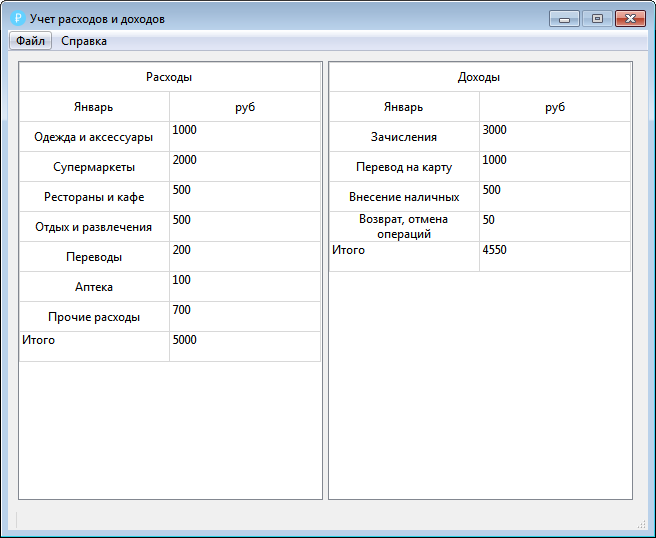 Учет расходов и доходов
Файл Справка
Расходы
Январь руб
Одежда и аксессуары 1000
Супермаркеты 2000
Рестораны и кафе 500
Отдых и развлечения 500
Переводы 200
Аптека 100
Прочие расходы 700
Итого 5000
Доходы
Январь руб
Зачисления 3000
Перевод на карту 1000
Внесение наличных 500
Возврат, отмена 50
операций
Итого 4550